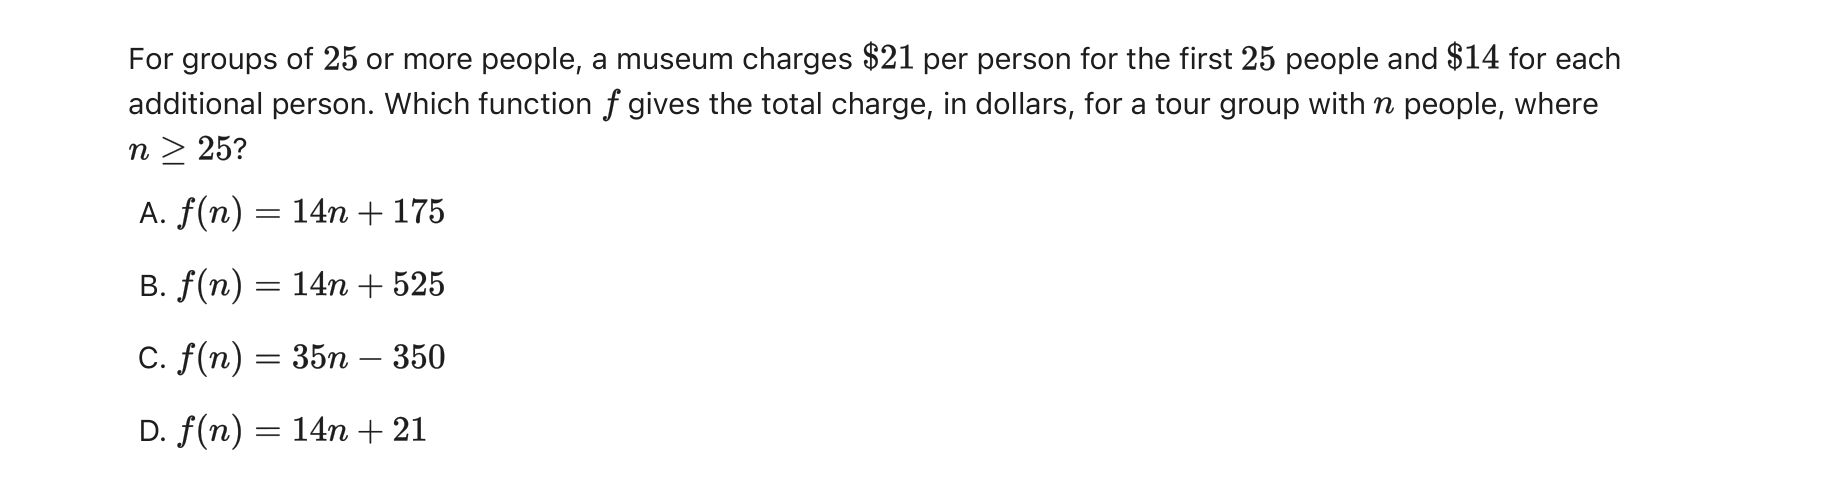 For groups of 25 or more people, a museum charges $21 per person for the first 25 people and $14 for each
additional person. Which function f gives the total charge, in dollars, for a tour group with n people, where
n ≥ 25?
A. f(n) = 14n + 175
B. f(n) = 14n + 525
C. f(n) = 35n − 350
D. f(n) = 14n + 21